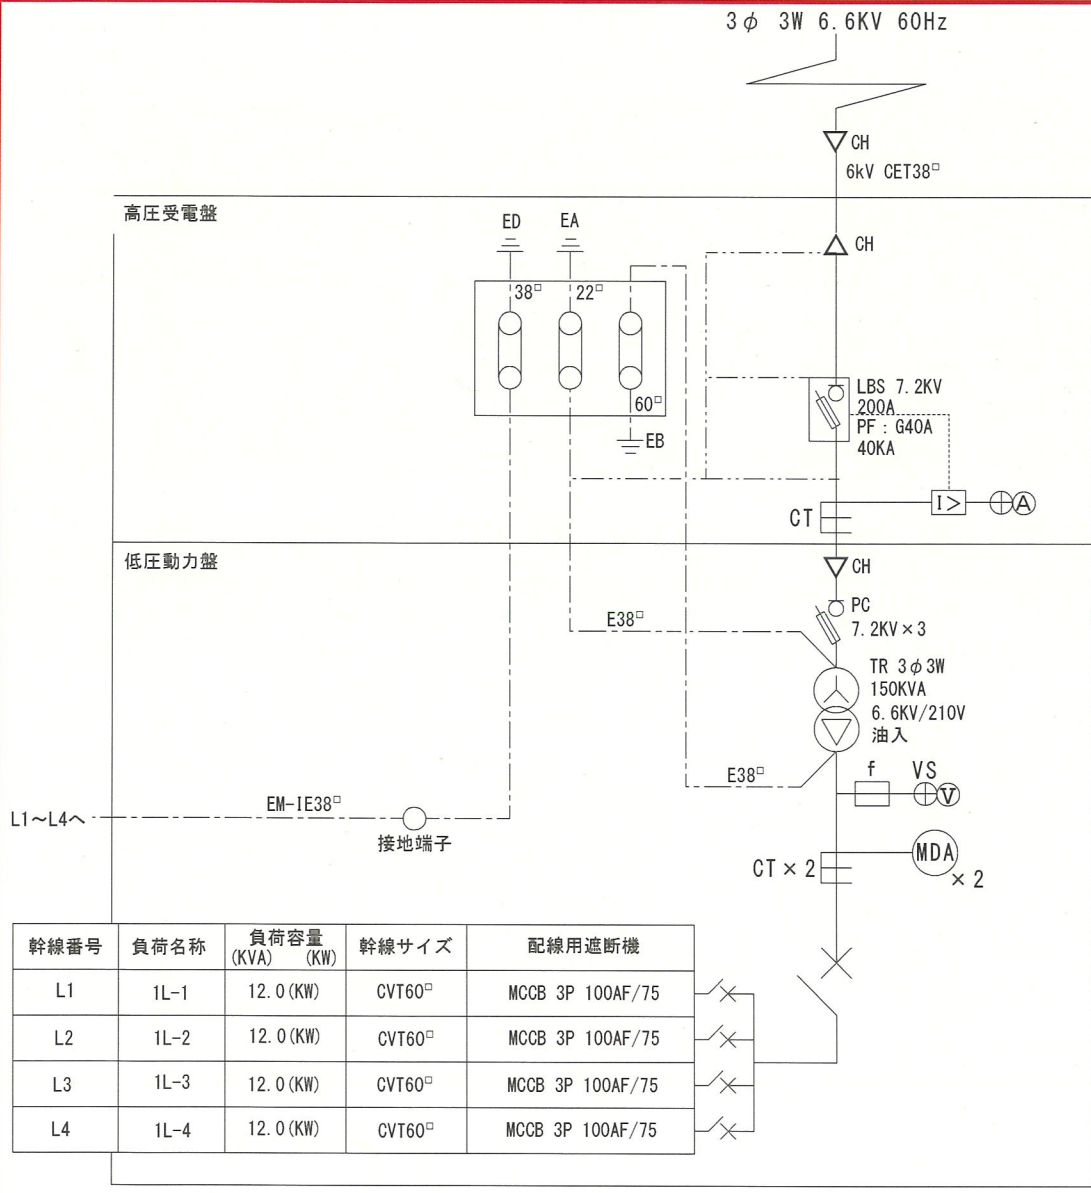 3φ 3W 6.6KV 60Hz
CH
6kV CET38□
高圧受電盤
ED
EA
CH
38□
22□
60□
EB
LBS 7.2KV
200A
PF : G40A
40KA
I>
A
CT
低圧動力盤
CH
PC
7.2KV×3
E38□
TR 3φ3W
150KVA
6.6KV/210V
油入
E38□
f
VS
V
EM-IE38□
L1～L4へ
接地端子
CT×2
MDA
×2
幹線番号 負荷名称 負荷容量 (KVA) (KW) 幹線サイズ 配線用遮断機
L1 1L-1 12.0(KW) CVT60□ MCCB 3P 100AF/75
L2 1L-2 12.0(KW) CVT60□ MCCB 3P 100AF/75
L3 1L-3 12.0(KW) CVT60□ MCCB 3P 100AF/75
L4 1L-4 12.0(KW) CVT60□ MCCB 3P 100AF/75